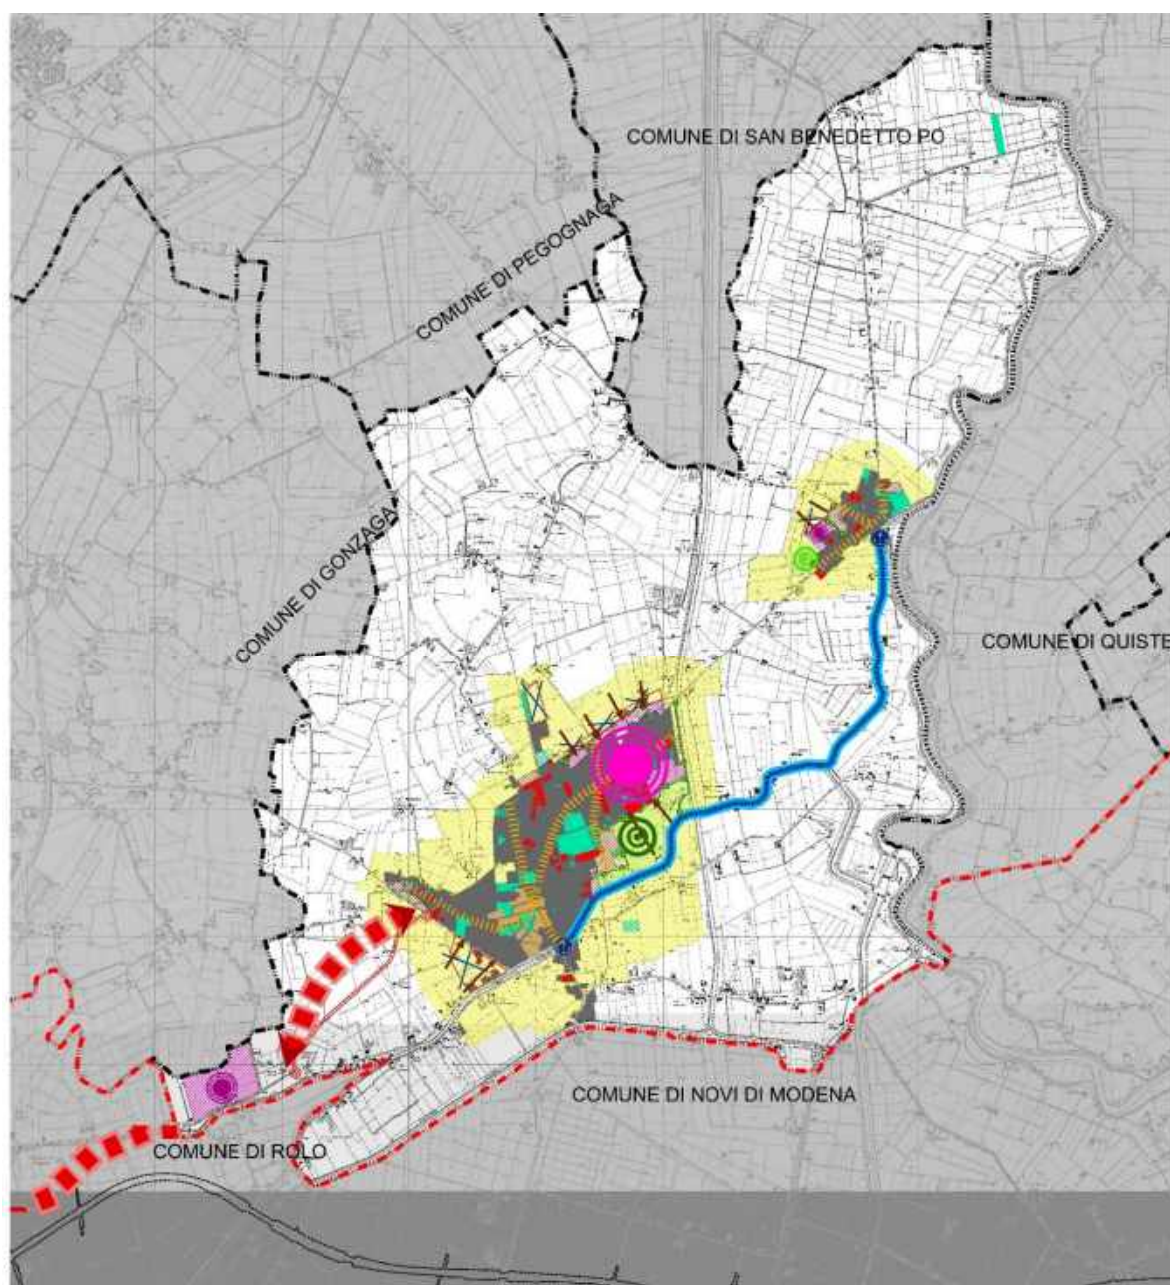 COMUNE DI SAN BENEDETTO PO
COMUNE DI PEGOGNAGA
COMUNE DI GONZAGA
COMUNE DI QUISTE
COMUNE DI NOVI DI MODENA
COMUNE DI ROLO